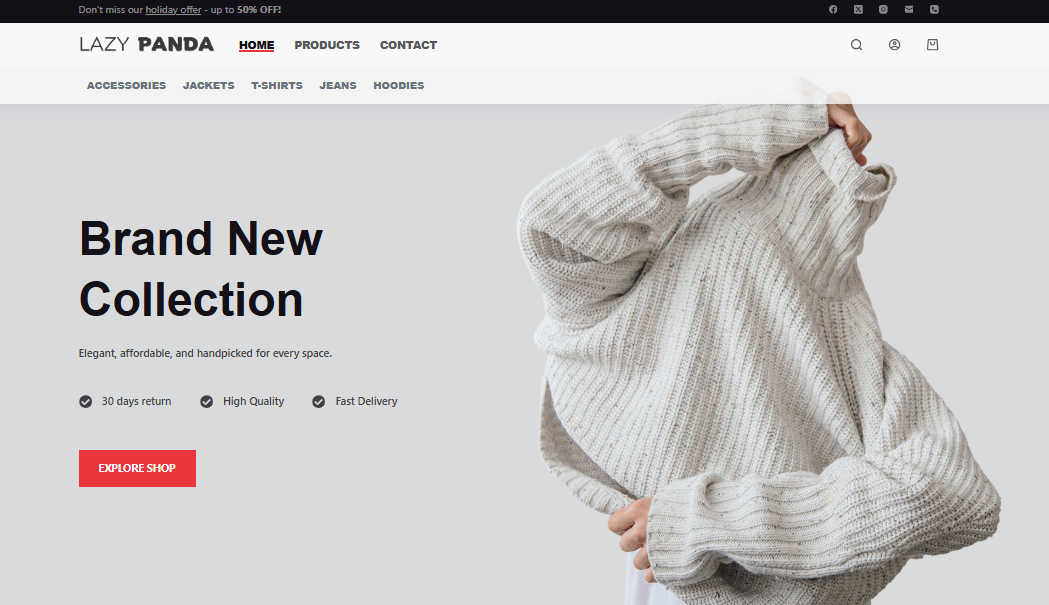 Don't miss our holiday offer - up to 50% OFF!
LAZY PANDA HOME PRODUCTS CONTACT
ACCESSORIES JACKETS T-SHIRTS JEANS HOODIES
Brand New
Collection
Elegant, affordable, and handpicked for every space.
30 days return High Quality Fast Delivery
EXPLORE SHOP